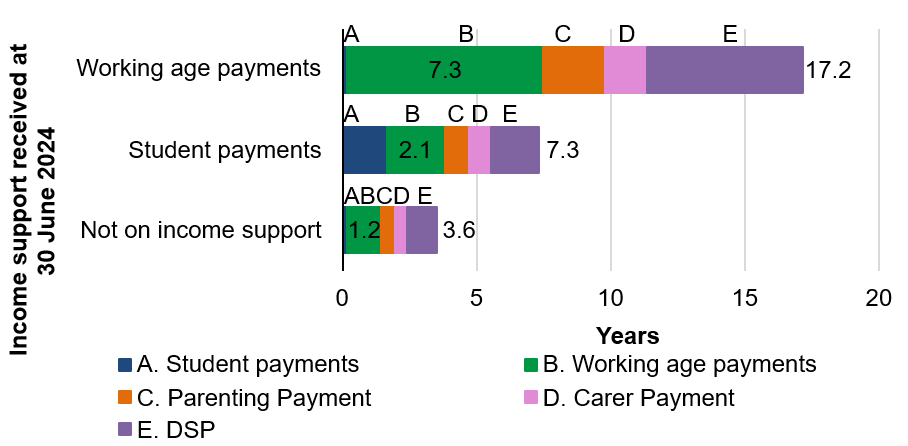 Income support received at
30 June 2024
A B C D E
Working age payments 7.3 17.2
A B C D E
Student payments 2.1 7.3
ABCD E
Not on income support 1.2 3.6
0 5 10 15 20
Years
A. Student payments B. Working age payments
C. Parenting Payment D. Carer Payment
E. DSP